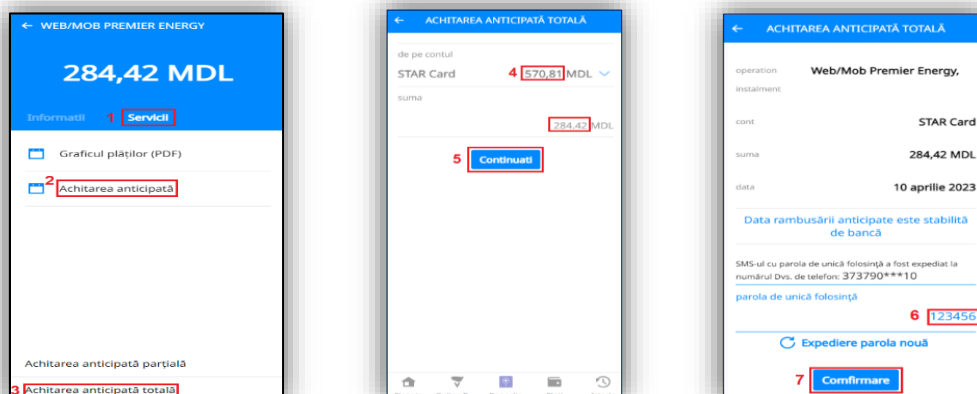 ← WEB/MOB PREMIER ENERGY
284,42 MDL
Informatii 1 Servicii
Graficul plăților (PDF)
2 Achitarea anticipată
Achitarea anticipată parțială
3 Achitarea anticipată totală
← ACHITAREA ANTICIPATĂ TOTALĂ
de pe contul
STAR Card 4 570,81 MDL
suma
284,42 MDL
5 Continuati
← ACHITAREA ANTICIPATĂ TOTALĂ
operation Web/Mob Premier Energy,
instalment
cont STAR Card
suma 284,42 MDL
data 10 aprilie 2023
Data rambusării anticipate este stabilită
de bancă
SMS-ul cu parola de unică folosință a fost expediat la
numărul Dvs. de telefon: 373790***10
parola de unică folosință
6 123456
Expediere parola nouă
7 Comfirmare